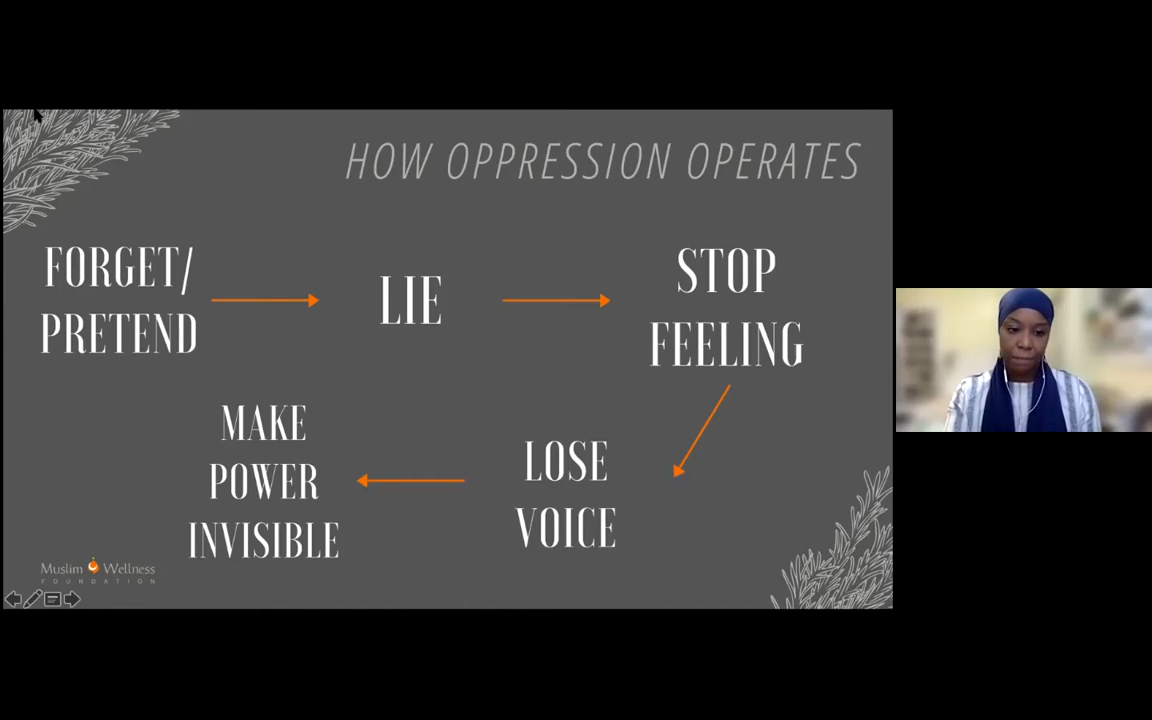 HOW OPPRESSION OPERATES
FORGET/
PRETEND
LIE
STOP
FEELING
LOSE
VOICE
MAKE
POWER
INVISIBLE
Muslim Wellness
FOUNDATION